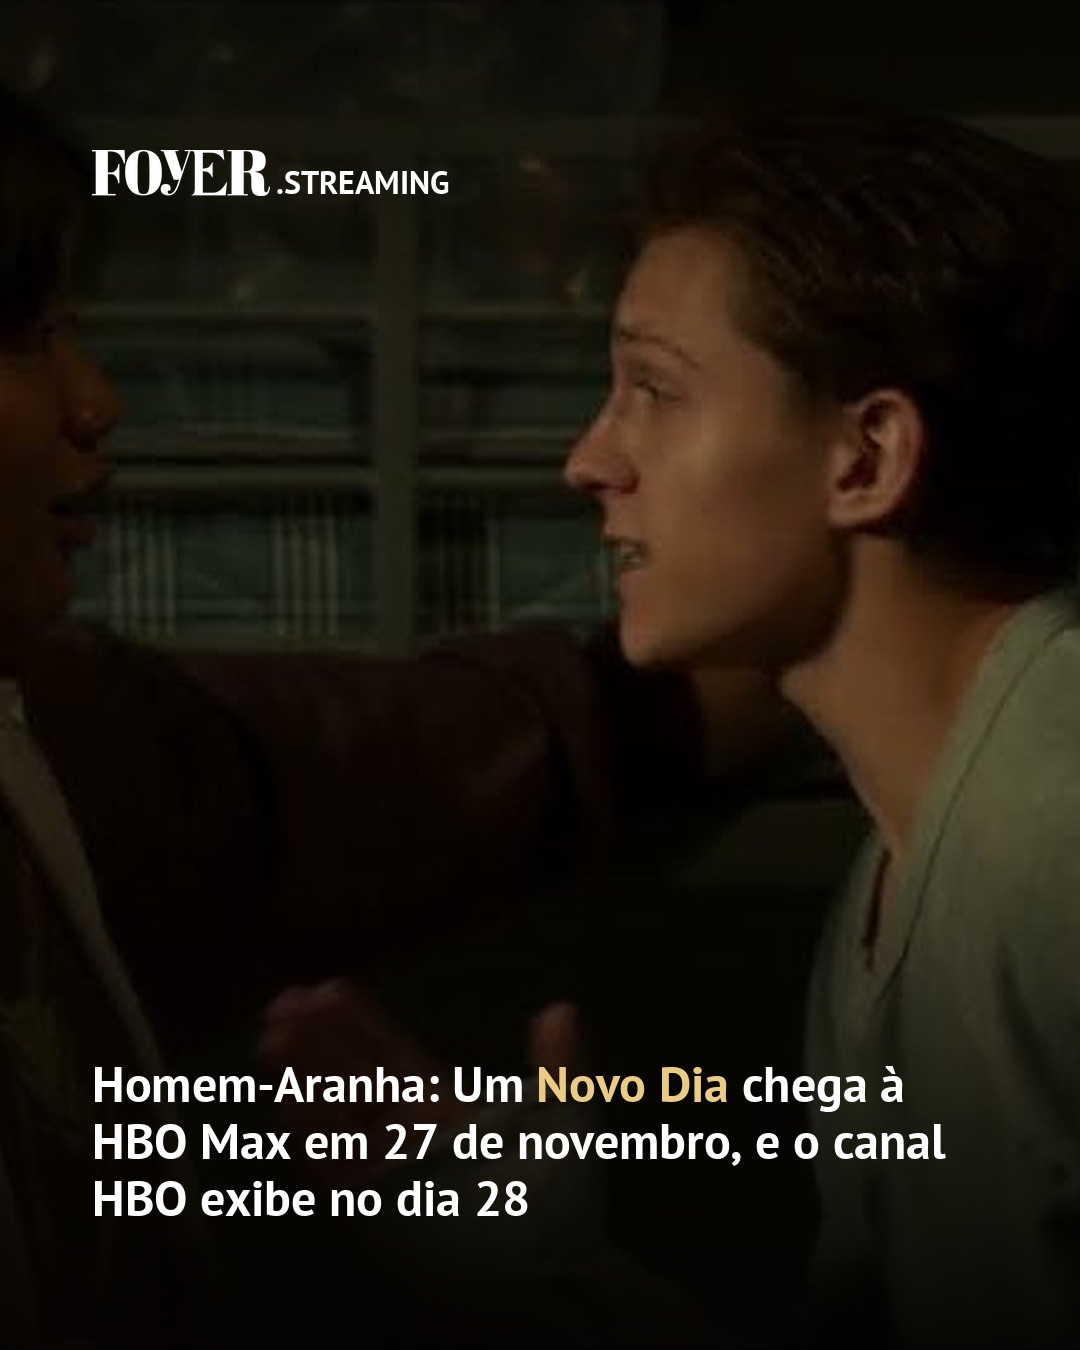 FOYER.STREAMING
Homem-Aranha: Um Novo Dia chega à
HBO Max em 27 de novembro, e o canal
HBO exibe no dia 28